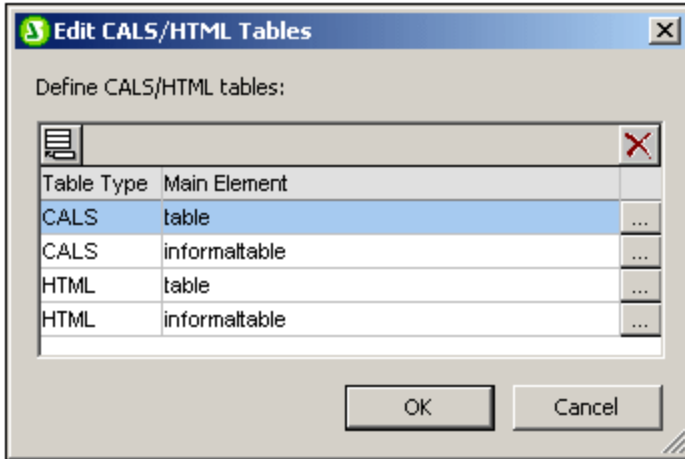 Edit CALS/HTML Tables
Define CALS/HTML tables:
Table Type Main Element
CALS table ...
CALS informaltable ...
HTML table ...
HTML informaltable ...
OK Cancel